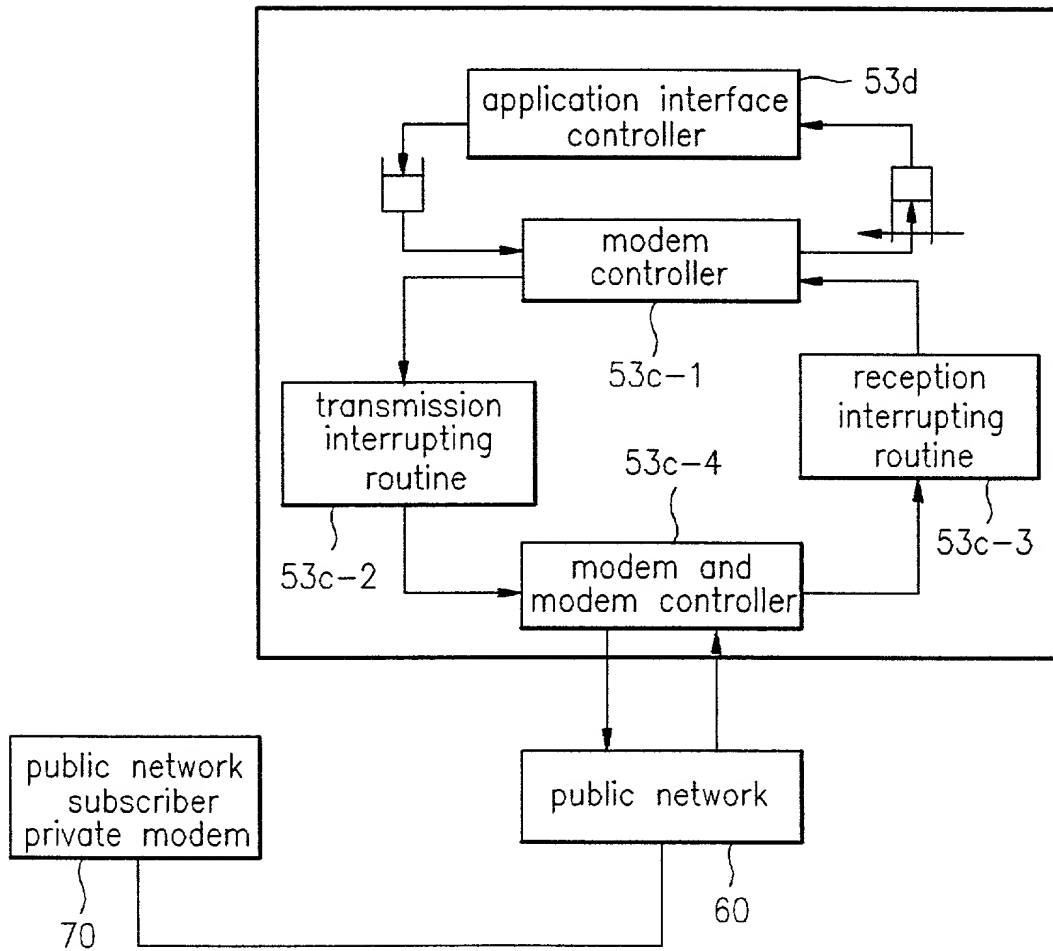 53d
application interface
controller
modem
controller
53c-1
transmission
interrupting
routine
reception
interrupting
routine
53c-4
53c-2
53c-3
modem and
modem controller
public network
subscriber
private modem
public network
70
60